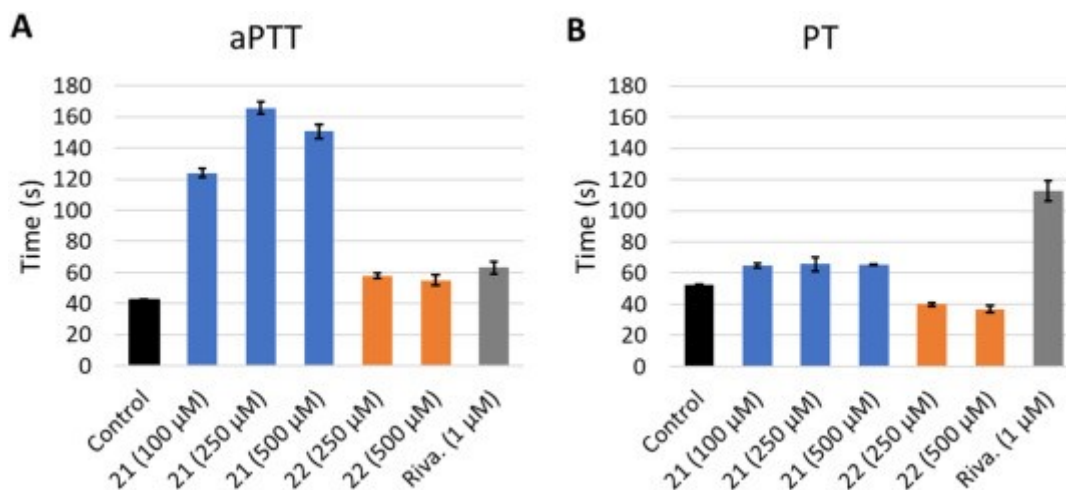 A
aPTT
Time (s)
180
160
140
120
100
80
60
40
20
0
Control
21 (100 µM)
21 (250 µM)
21 (500 µM)
22 (250 µM)
22 (500 µM)
Riva. (1 µM)
B
PT
Time (s)
180
160
140
120
100
80
60
40
20
0
Control
21 (100 µM)
21 (250 µM)
21 (500 µM)
22 (250 µM)
22 (500 µM)
Riva. (1 µM)